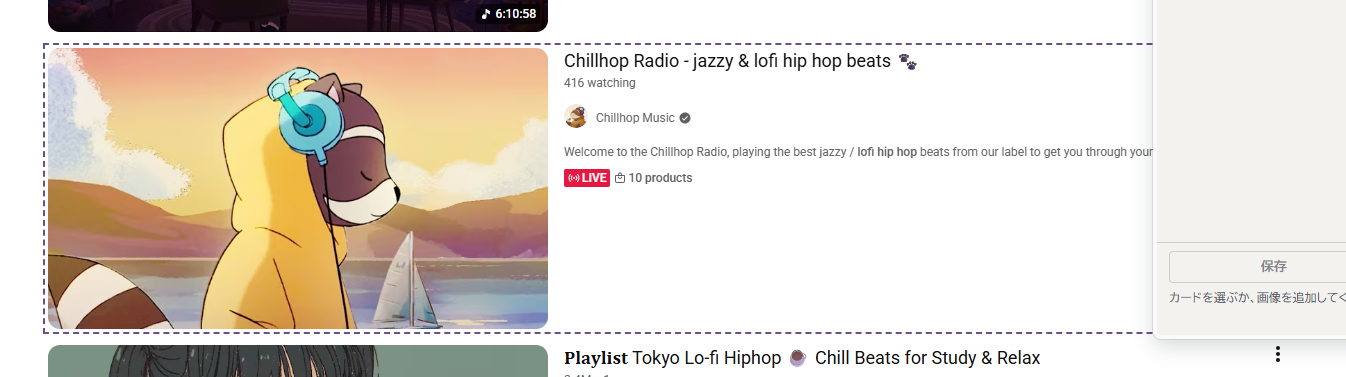 6:10:58
Chillhop Radio - jazzy & lofi hip hop beats 🐾
416 watching
Chillhop Music
Welcome to the Chillhop Radio, playing the best jazzy / lofi hip hop beats from our label to get you through your
LIVE 10 products
保存
カードを選ぶか、画像を追加して
Playlist Tokyo Lo-fi Hiphop Chill Beats for Study & Relax